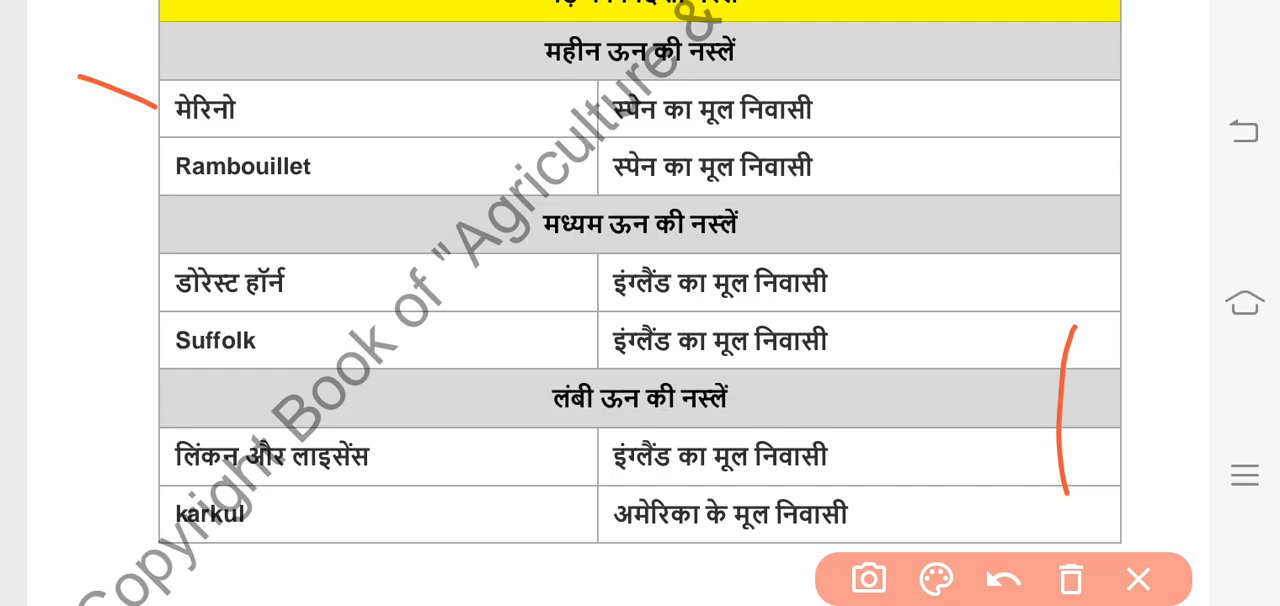 महीन ऊन की नस्लें
मेरिनो स्पेन का मूल निवासी
Rambouillet स्पेन का मूल निवासी
मध्यम ऊन की नस्लें
डोरेस्ट हॉर्न इंग्लैंड का मूल निवासी
Suffolk इंग्लैंड का मूल निवासी
लंबी ऊन की नस्लें
लिंकन और लाइसेंस इंग्लैंड का मूल निवासी
karkul अमेरिका के मूल निवासी
Copyright Book of "Agriculture &